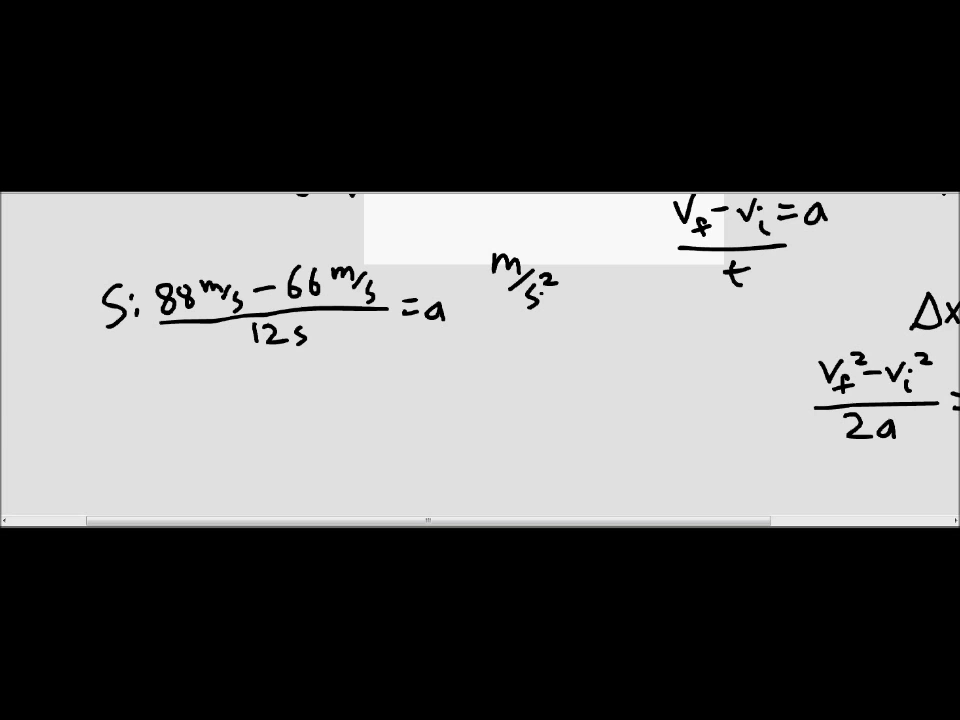 S: 88 m/s - 66 m/s / 12 s = a
m/s²
Vf - Vi / t = a
Δx
Vf² - Vi² / 2a =